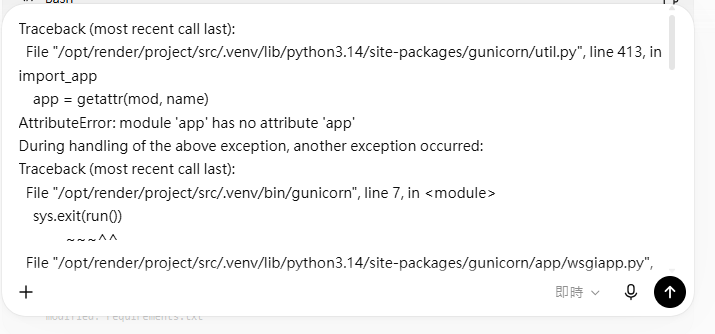 Traceback (most recent call last):
File "/opt/render/project/src/.venv/lib/python3.14/site-packages/gunicorn/util.py", line 413, in
import_app
app = getattr(mod, name)
AttributeError: module 'app' has no attribute 'app'
During handling of the above exception, another exception occurred:
Traceback (most recent call last):
File "/opt/render/project/src/.venv/bin/gunicorn", line 7, in <module>
sys.exit(run())
~~~^^
File "/opt/render/project/src/.venv/lib/python3.14/site-packages/gunicorn/app/wsgiapp.py",
即時
modified: requirements.txt